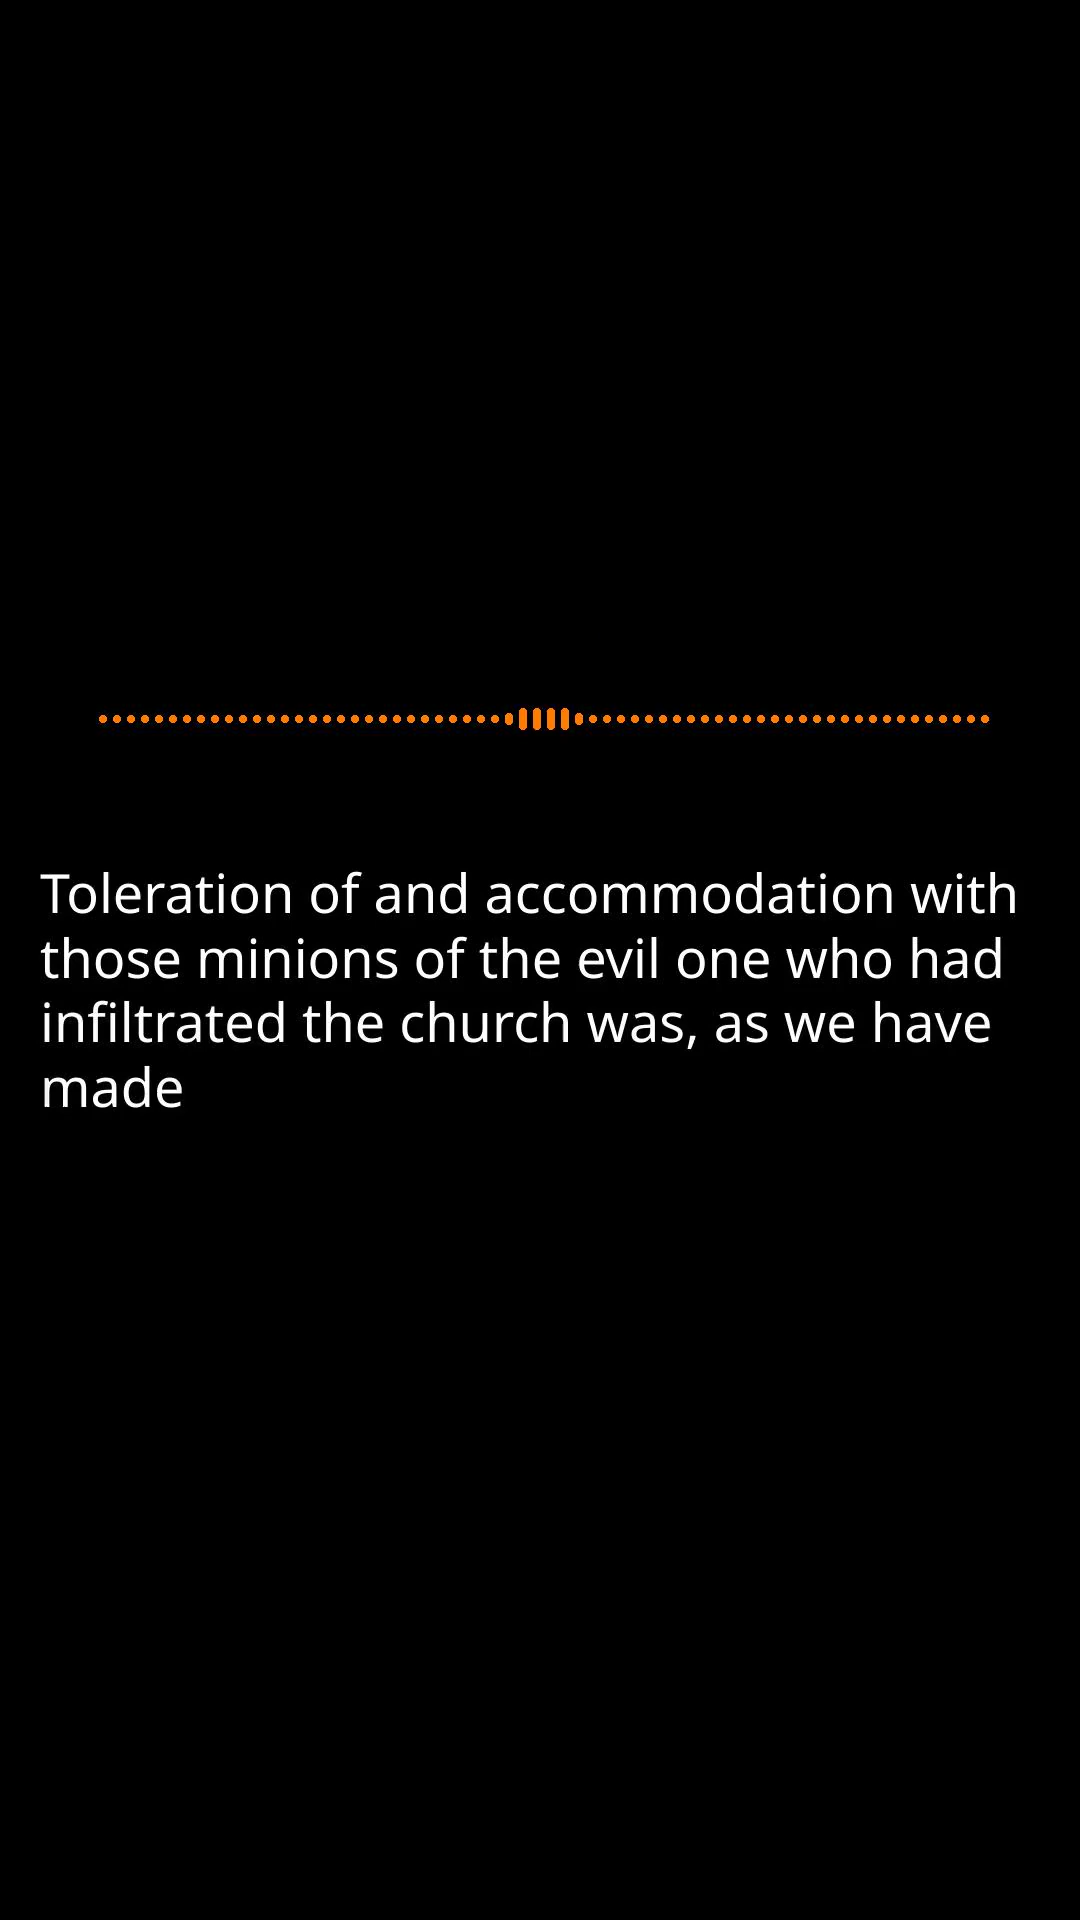 Toleration of and accommodation with
those minions of the evil one who had
infiltrated the church was, as we have
made